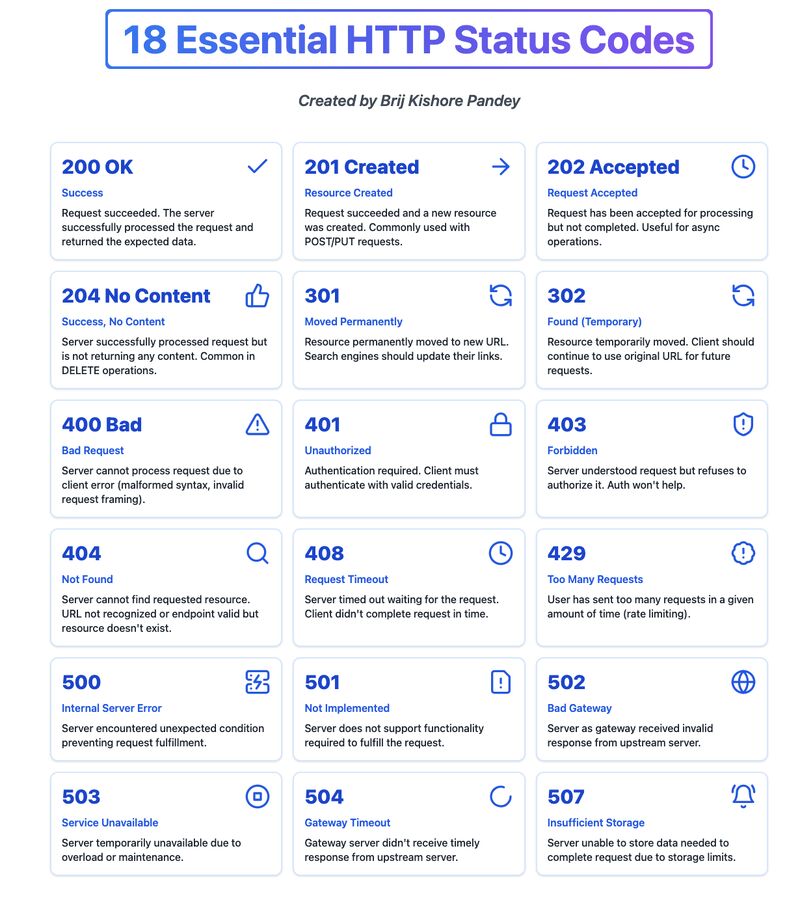 18 Essential HTTP Status Codes
Created by Brij Kishore Pandey
200 OK
Success
Request succeeded. The server
successfully processed the request and
returned the expected data.
201 Created
Resource Created
Request succeeded and a new resource
was created. Commonly used with
POST/PUT requests.
202 Accepted
Request Accepted
Request has been accepted for processing
but not completed. Useful for async
operations.
204 No Content
Success, No Content
Server successfully processed request but
is not returning any content. Common in
DELETE operations.
301
Moved Permanently
Resource permanently moved to new URL.
Search engines should update their links.
302
Found (Temporary)
Resource temporarily moved. Client should
continue to use original URL for future
requests.
400 Bad
Bad Request
Server cannot process request due to
client error (malformed syntax, invalid
request framing).
401
Unauthorized
Authentication required. Client must
authenticate with valid credentials.
403
Forbidden
Server understood request but refuses to
authorize it. Auth won't help.
404
Not Found
Server cannot find requested resource.
URL not recognized or endpoint valid but
resource doesn't exist.
408
Request Timeout
Server timed out waiting for the request.
Client didn't complete request in time.
429
Too Many Requests
User has sent too many requests in a given
amount of time (rate limiting).
500
Internal Server Error
Server encountered unexpected condition
preventing request fulfillment.
501
Not Implemented
Server does not support functionality
required to fulfill the request.
502
Bad Gateway
Server as gateway received invalid
response from upstream server.
503
Service Unavailable
Server temporarily unavailable due to
overload or maintenance.
504
Gateway Timeout
Gateway server didn't receive timely
response from upstream server.
507
Insufficient Storage
Server unable to store data needed to
complete request due to storage limits.